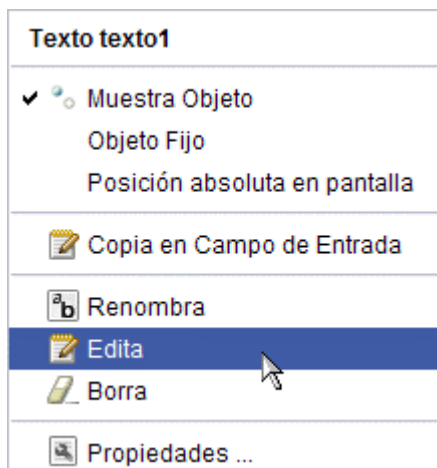 Texto texto1
Muestra Objeto
Objeto Fijo
Posición absoluta en pantalla
Copia en Campo de Entrada
ab Renombra
Edita
Borra
Propiedades ...